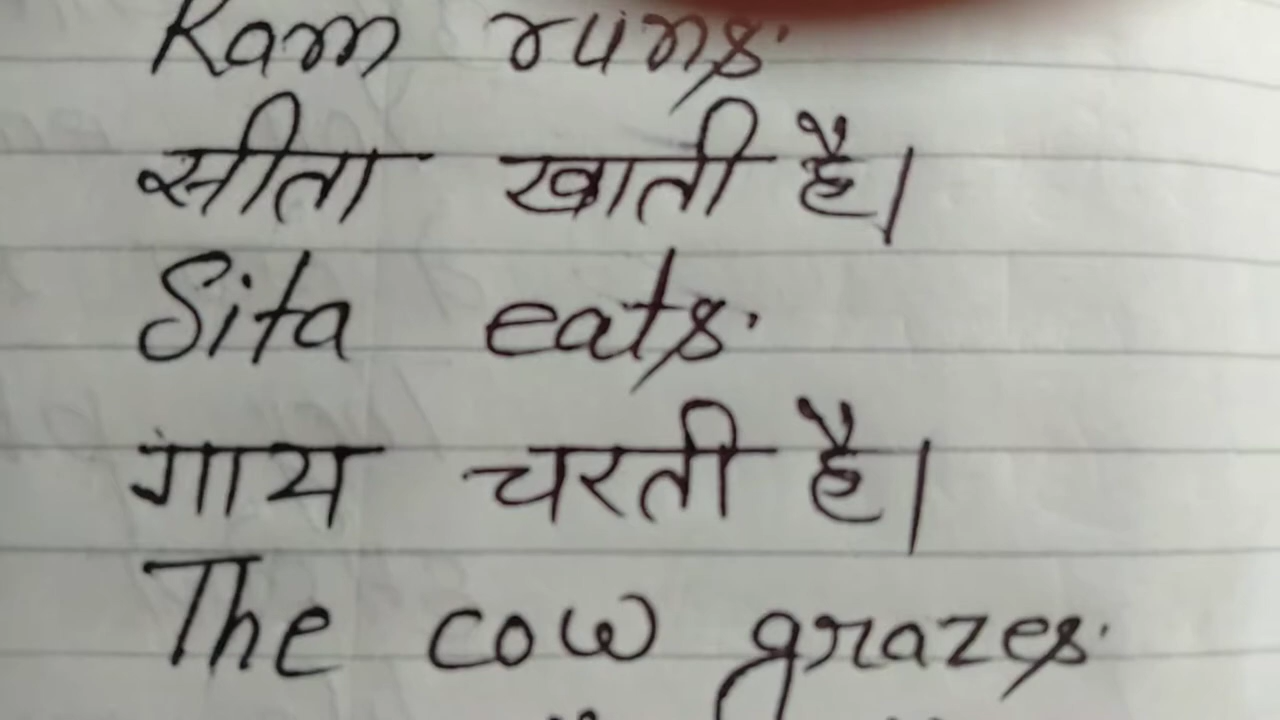 Ram runs.
सीता खाती है।
Sita eats.
गाय चरती है।
The cow grazes.